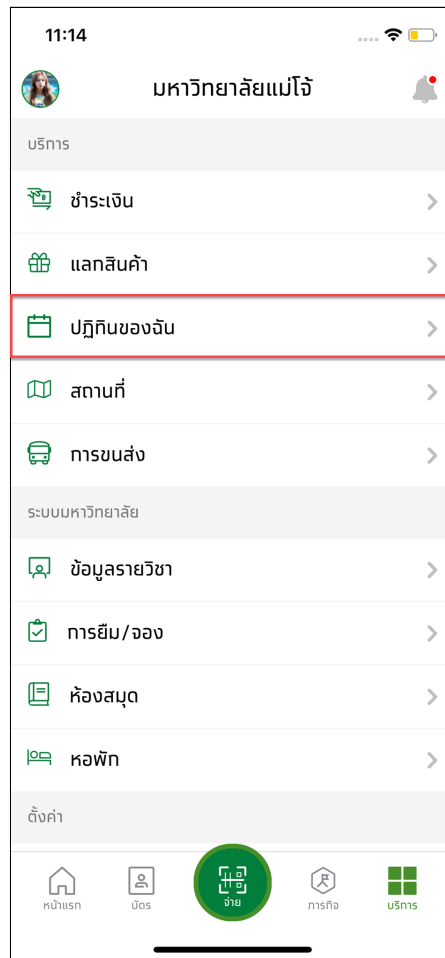 11:14
มหาวิทยาลัยแม่โจ้
บริการ
ชำระเงิน
แลกสินค้า
ปฏิทินของฉัน
สถานที่
การขนส่ง
ระบบมหาวิทยาลัย
ข้อมูลรายวิชา
การยืม/จอง
ห้องสมุด
หอพัก
ตั้งค่า
หน้าแรก
บัตร
จ่าย
ภารกิจ
บริการ